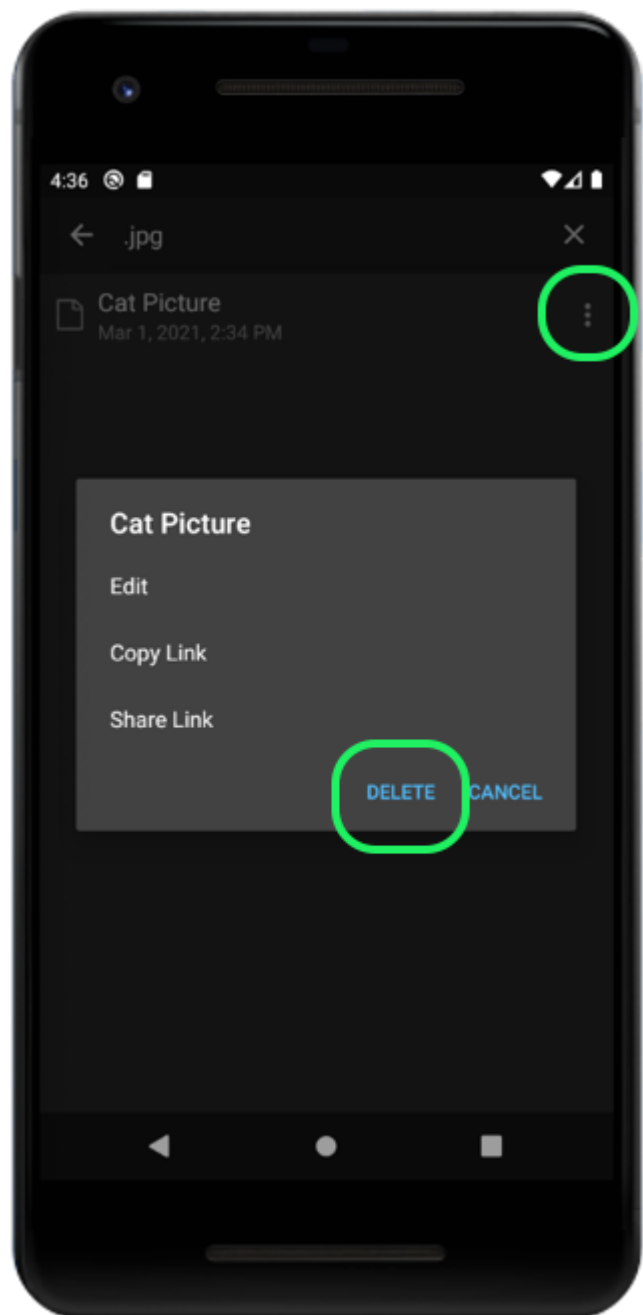 4:36
.jpg
Cat Picture
Mar 1, 2021, 2:34 PM
Cat Picture
Edit
Copy Link
Share Link
DELETE CANCEL